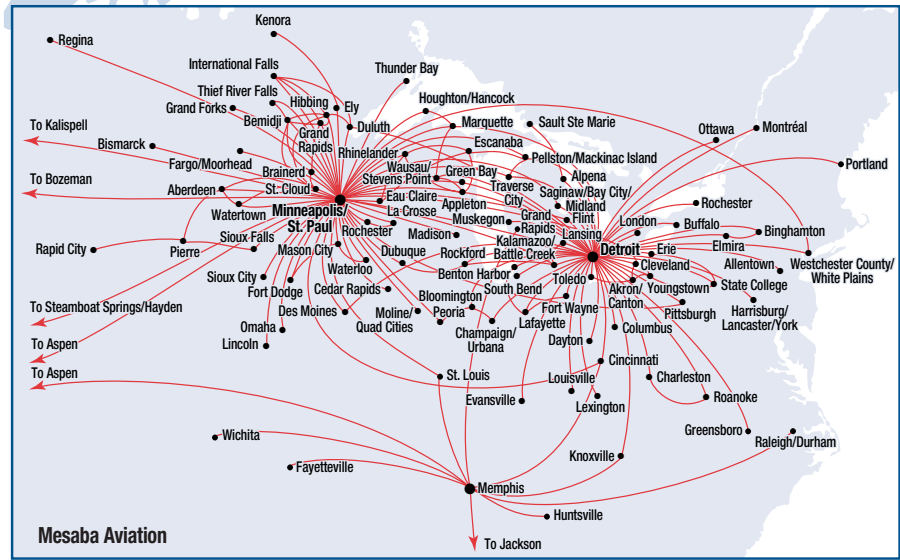 Kenora
Regina
International Falls
Thunder Bay
Thief River Falls
Hibbing
Ely
Houghton/Hancock
Grand Forks
Bemidji
Grand
Rapids
Duluth
Marquette
Sault Ste Marie
Ottawa
Montréal
To Kalispell
Bismarck
Rhinelander
Escanaba
Fargo/Moorhead
Wausau/
Stevens Point
Green Bay
Pellston/Mackinac Island
Portland
Brainerd
Traverse
City
Alpena
To Bozeman
Aberdeen
St. Cloud
Eau Claire
Appleton
Saginaw/Bay City/
Midland
Rochester
Watertown
Minneapolis/
St. Paul
La Crosse
Muskegon
Grand
Rapids
Flint
London
Buffalo
Binghamton
Rochester
Madison
Kalamazoo/
Battle Creek
Lansing
Elmira
Sioux Falls
Rapid City
Pierre
Mason City
Dubuque
Rockford
Detroit
Erie
Cleveland
Allentown
Westchester County/
White Plains
Waterloo
Benton Harbor
Toledo
Sioux City
Fort Dodge
Cedar Rapids
South Bend
Akron/
Canton
Youngstown
State College
To Steamboat Springs/Hayden
Des Moines
Moline/
Quad Cities
Bloomington
Peoria
Fort Wayne
Lafayette
Pittsburgh
Harrisburg/
Lancaster/York
Omaha
Champaign/
Urbana
Columbus
To Aspen
Lincoln
Dayton
Cincinnati
To Aspen
St. Louis
Louisville
Charleston
Evansville
Lexington
Roanoke
Wichita
Greensboro
Raleigh/Durham
Fayetteville
Knoxville
Memphis
Huntsville
Mesaba Aviation
To Jackson